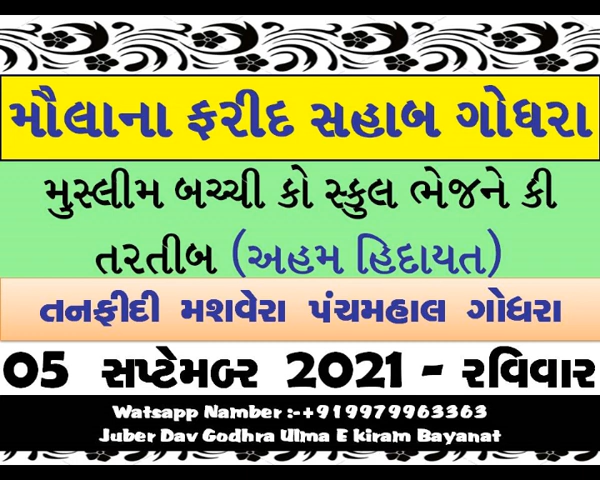 મૌલાના ફરીદ સહાબ ગોધરા
મુસ્લીમ બચ્ચી કો સ્કુલ ભેજને કી
તરતીબ (અહમ હિદાયત)
તનફીદી મશવેરા પંચમહાલ ગોધરા
05 સપ્ટેમબર 2021 - રવિવાર
Watsapp Namber :-+919979963363
Juber Dav Godhra Ulma E kiram Bayanat